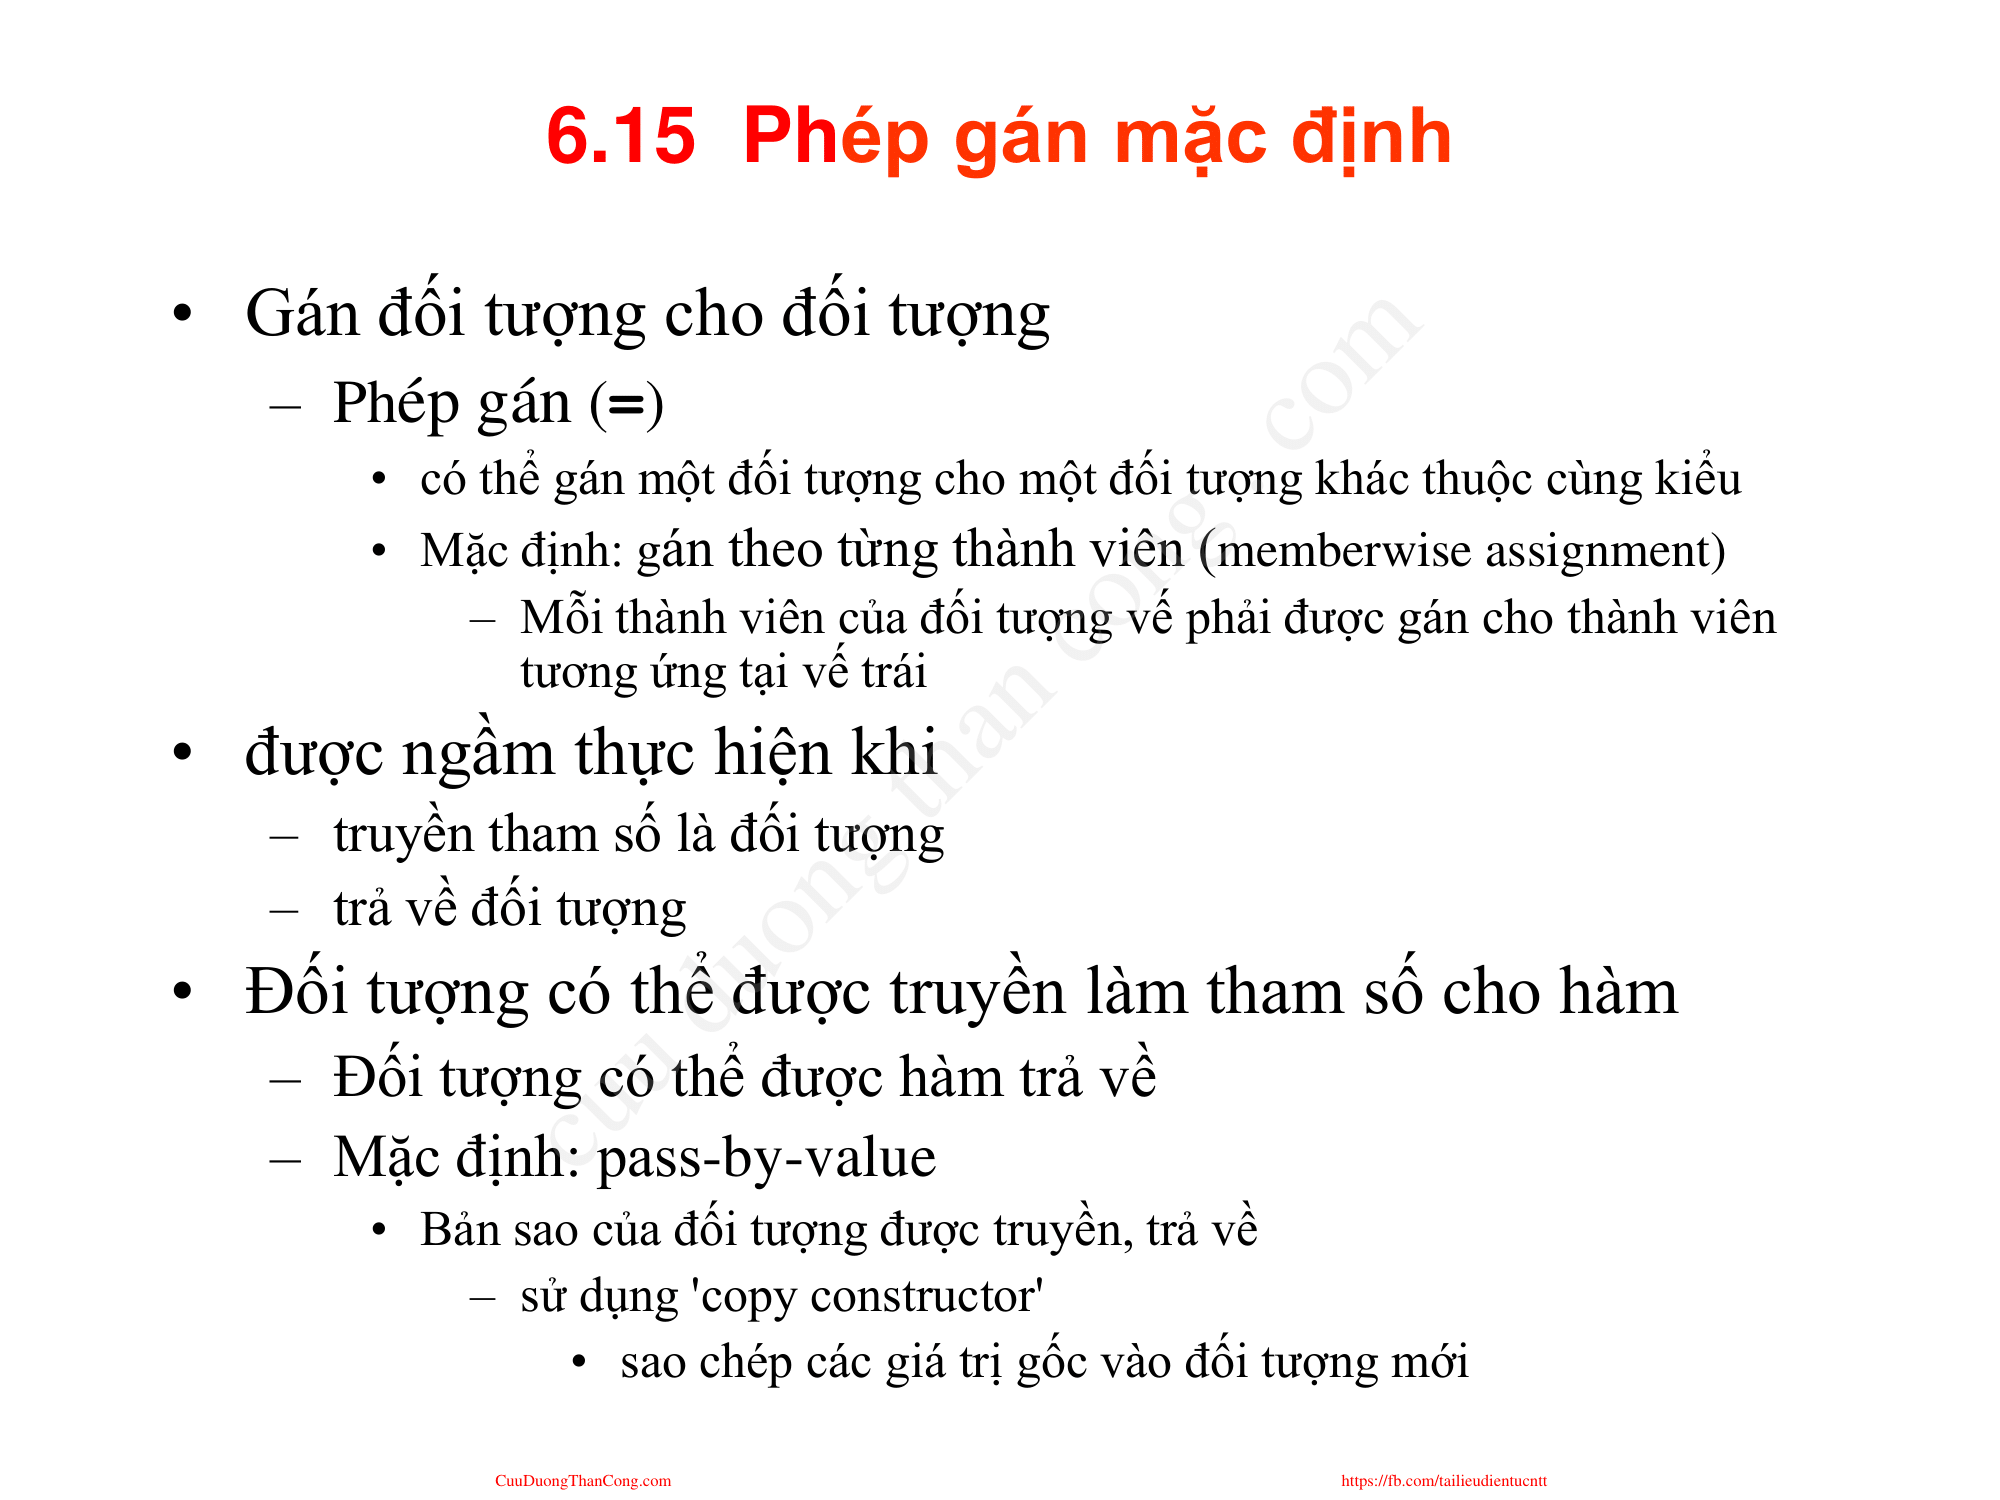 6.15 Phép gán mặc định
• Gán đối tượng cho đối tượng
– Phép gán (=)
• có thể gán một đối tượng cho một đối tượng khác thuộc cùng kiểu
• Mặc định: gán theo từng thành viên (memberwise assignment)
– Mỗi thành viên của đối tượng vế phải được gán cho thành viên
tương ứng tại vế trái
• được ngầm thực hiện khi
– truyền tham số là đối tượng
– trả về đối tượng
• Đối tượng có thể được truyền làm tham số cho hàm
– Đối tượng có thể được hàm trả về
– Mặc định: pass-by-value
• Bản sao của đối tượng được truyền, trả về
– sử dụng 'copy constructor'
• sao chép các giá trị gốc vào đối tượng mới
cuu duong than cong . com
CuuDuongThanCong.com
https://fb.com/tailieudientucntt